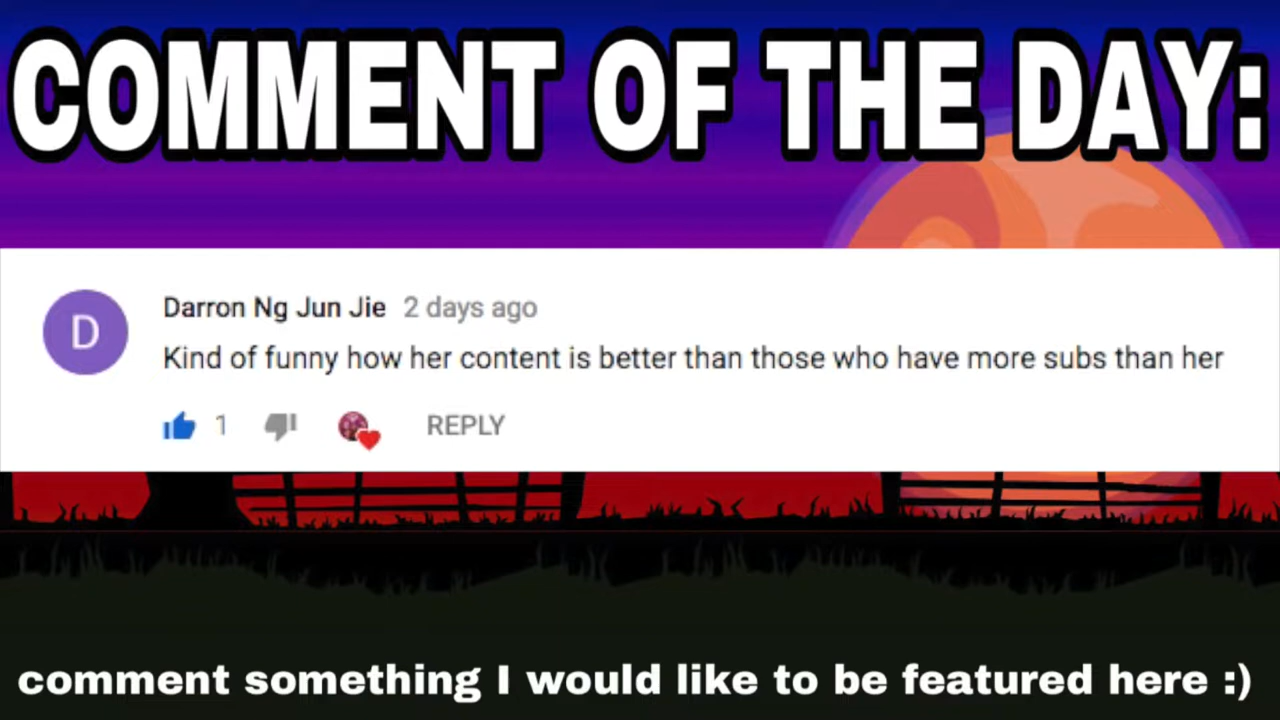 COMMENT OF THE DAY:
D
Darron Ng Jun Jie 2 days ago
Kind of funny how her content is better than those who have more subs than her
1 REPLY
comment something I would like to be featured here :)